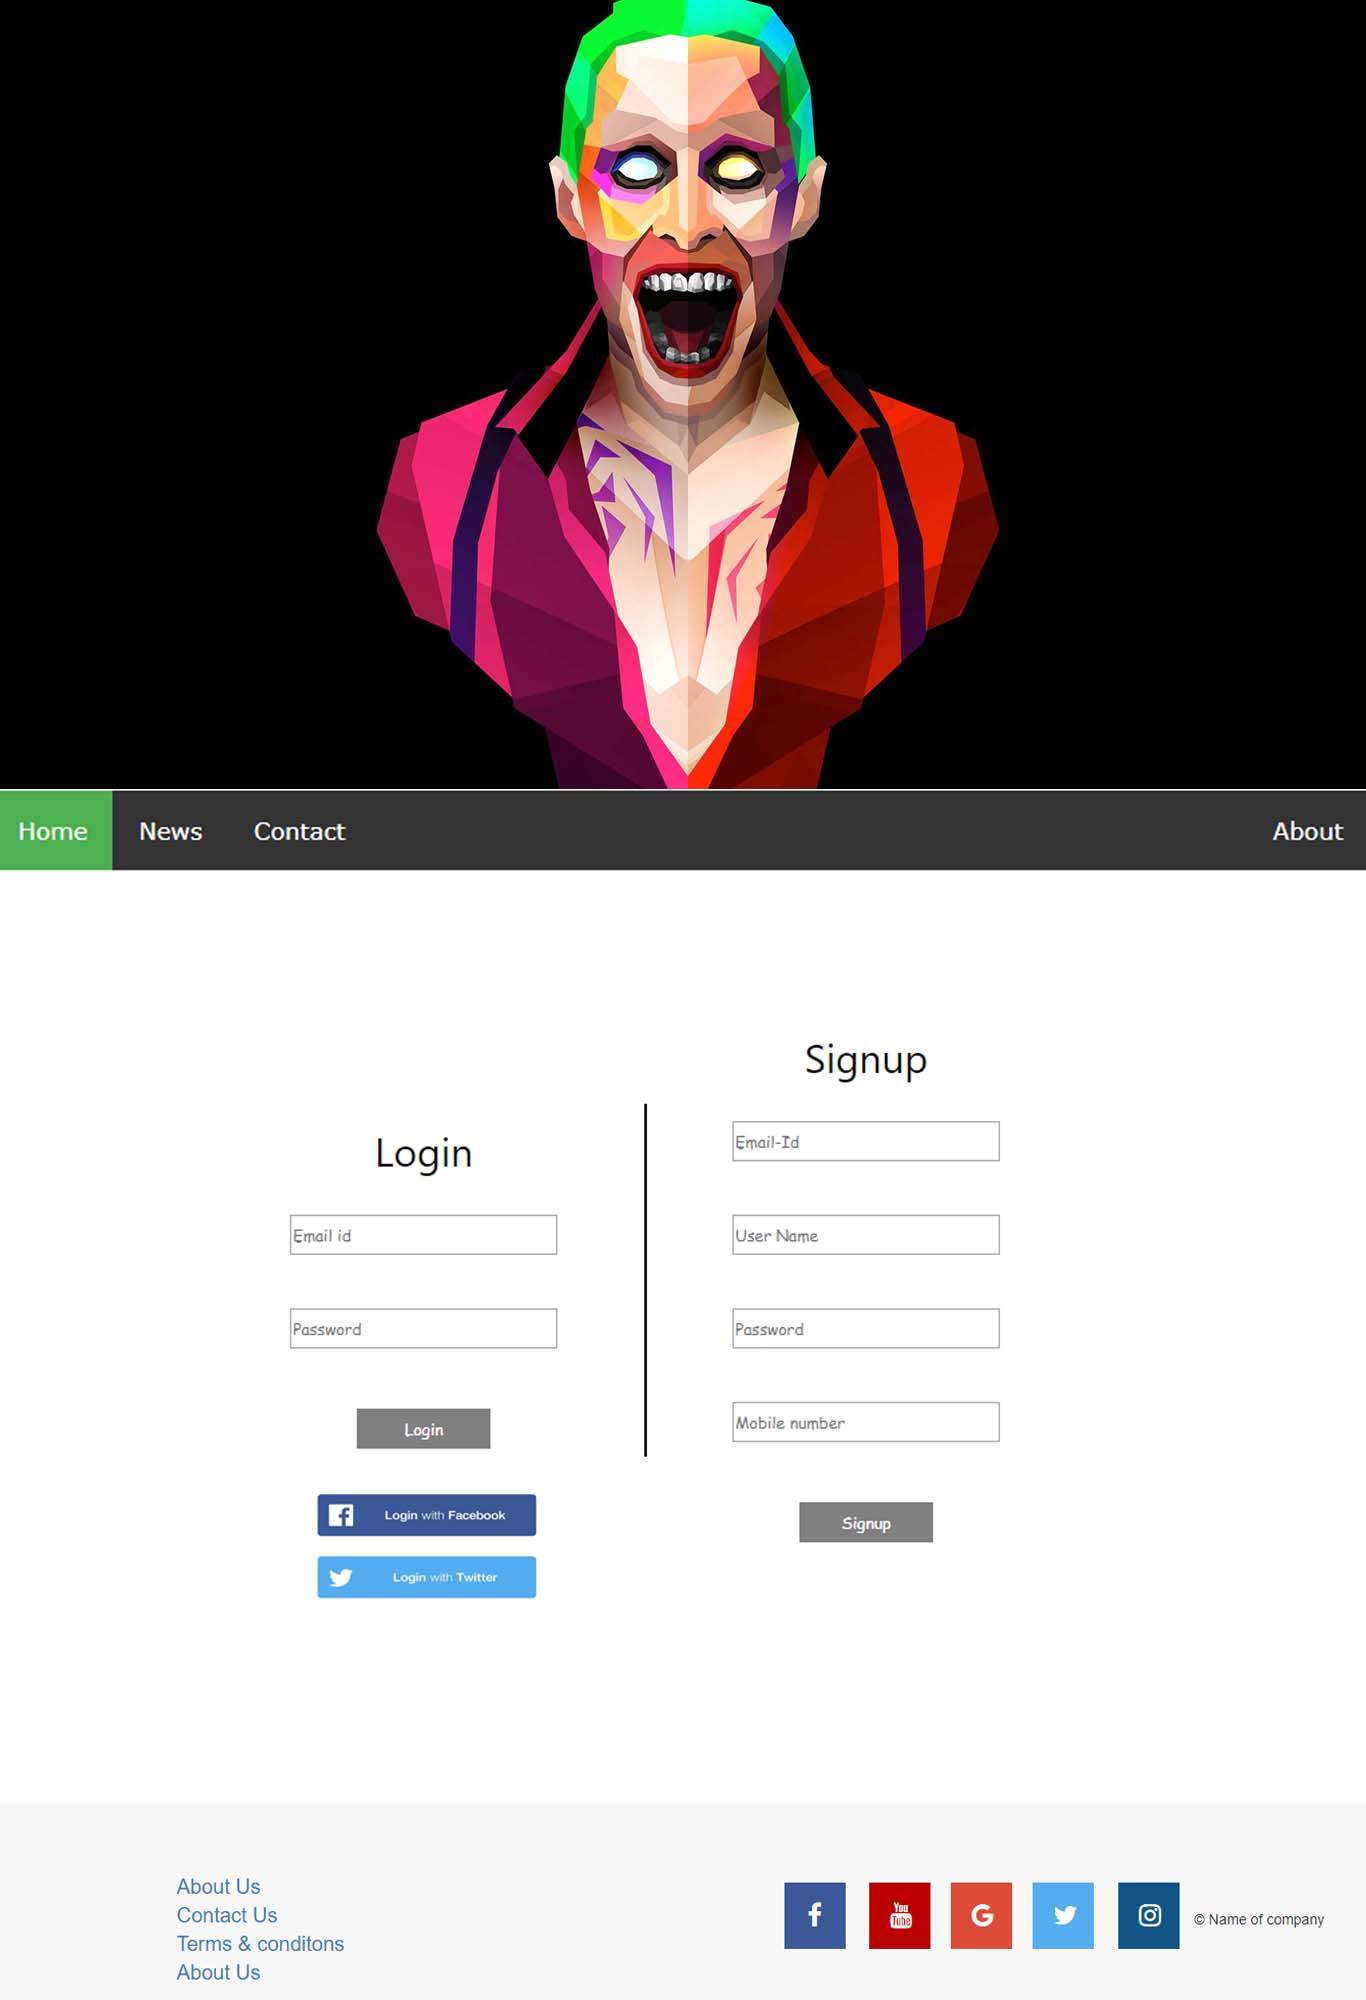 Home News Contact About
Login
Email id
Password
Login
Login with Facebook
Login with Twitter
Signup
Email-Id
User Name
Password
Mobile number
Signup
About Us
Contact Us
Terms & conditons
About Us
You
Tube
© Name of company